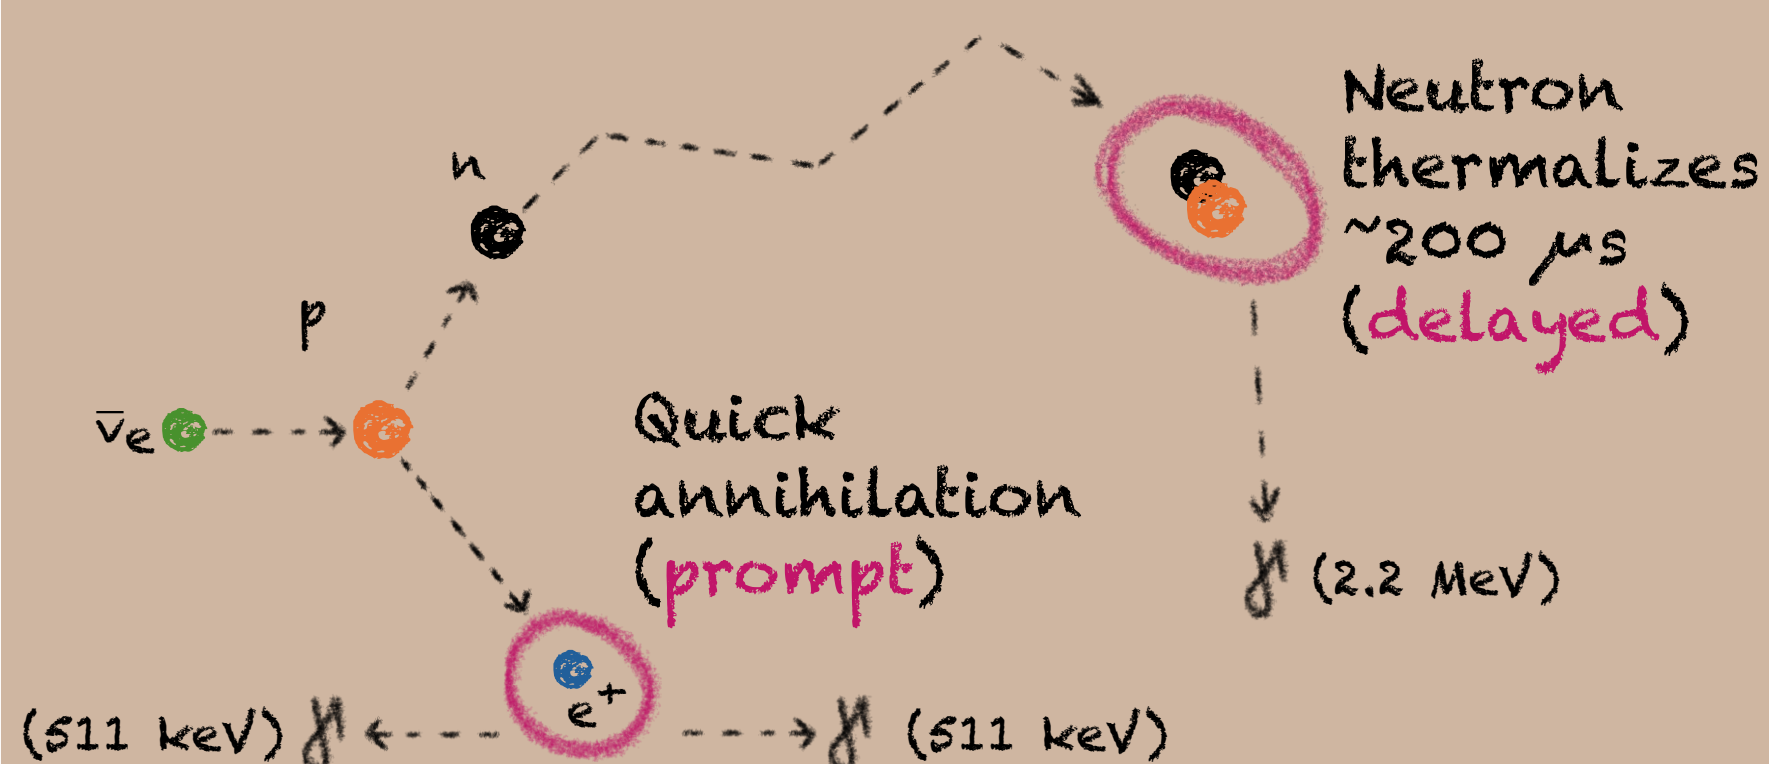 Neutron
thermalizes
~200 μs
(delayed)
n
p
ν̅e
Quick
annihilation
(prompt)
γ (2.2 MeV)
e+
(511 keV) γ
γ (511 keV)